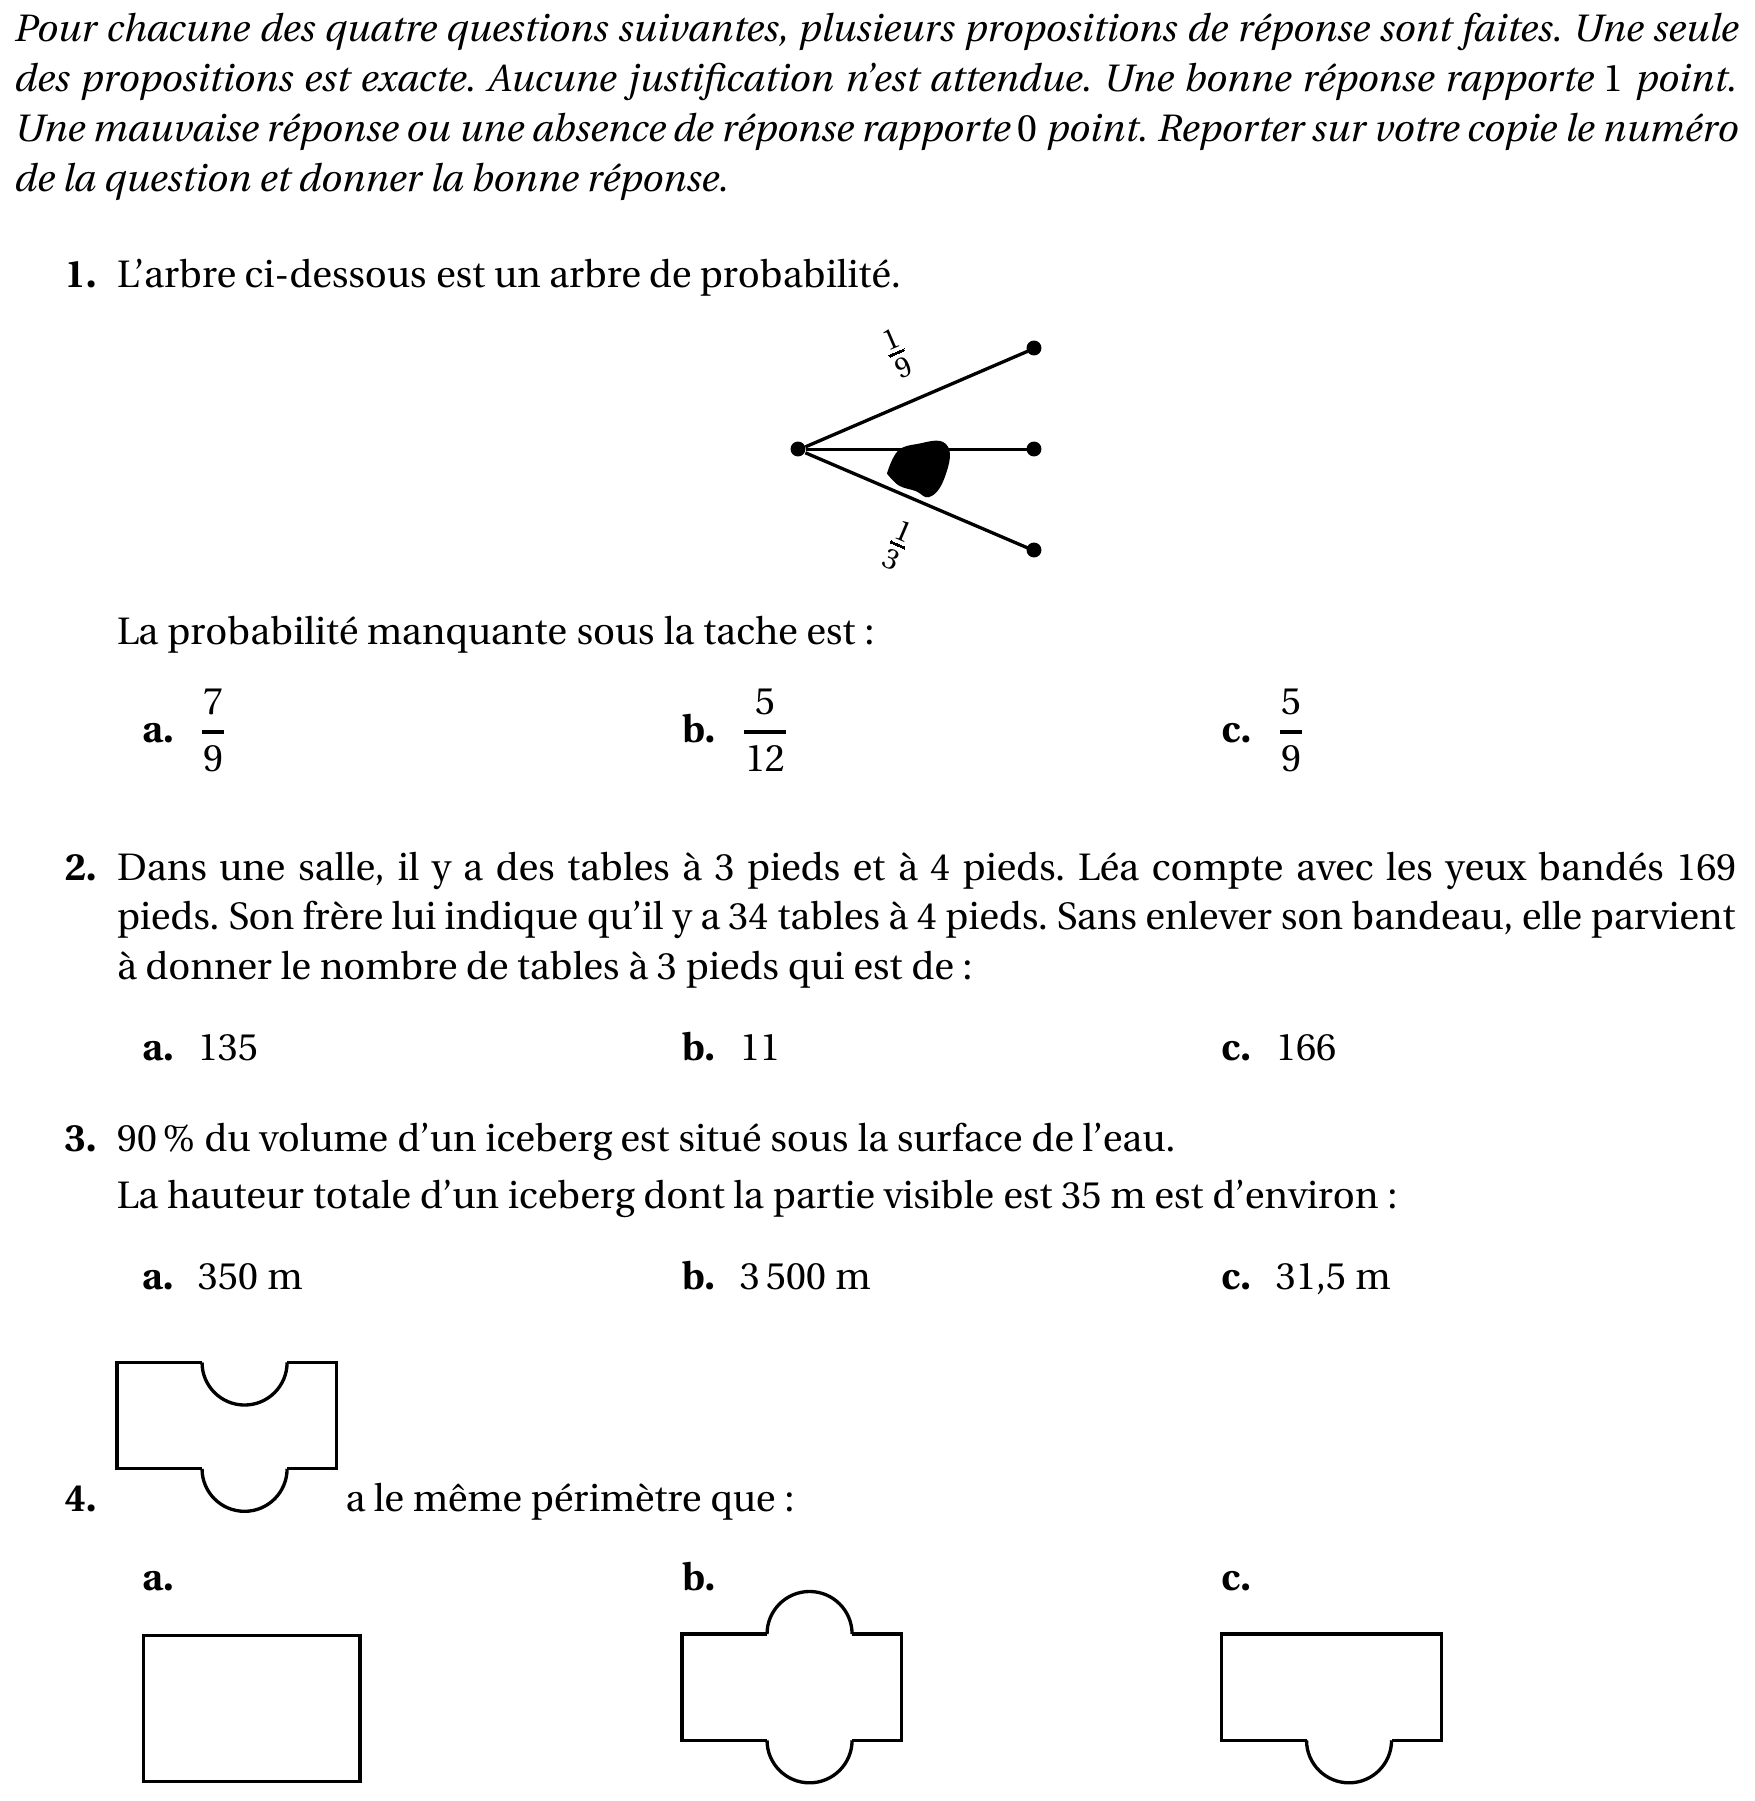 Pour chacune des quatre questions suivantes, plusieurs propositions de réponse sont faites. Une seule
des propositions est exacte. Aucune justification n'est attendue. Une bonne réponse rapporte 1 point.
Une mauvaise réponse ou une absence de réponse rapporte 0 point. Reporter sur votre copie le numéro
de la question et donner la bonne réponse.
1. L'arbre ci-dessous est un arbre de probabilité.
1/9
1/3
La probabilité manquante sous la tache est :
a. 7/9 b. 5/12 c. 5/9
2. Dans une salle, il y a des tables à 3 pieds et à 4 pieds. Léa compte avec les yeux bandés 169
pieds. Son frère lui indique qu'il y a 34 tables à 4 pieds. Sans enlever son bandeau, elle parvient
à donner le nombre de tables à 3 pieds qui est de :
a. 135 b. 11 c. 166
3. 90 % du volume d'un iceberg est situé sous la surface de l'eau.
La hauteur totale d'un iceberg dont la partie visible est 35 m est d'environ :
a. 350 m b. 3 500 m c. 31,5 m
4. a le même périmètre que :
a. b. c.